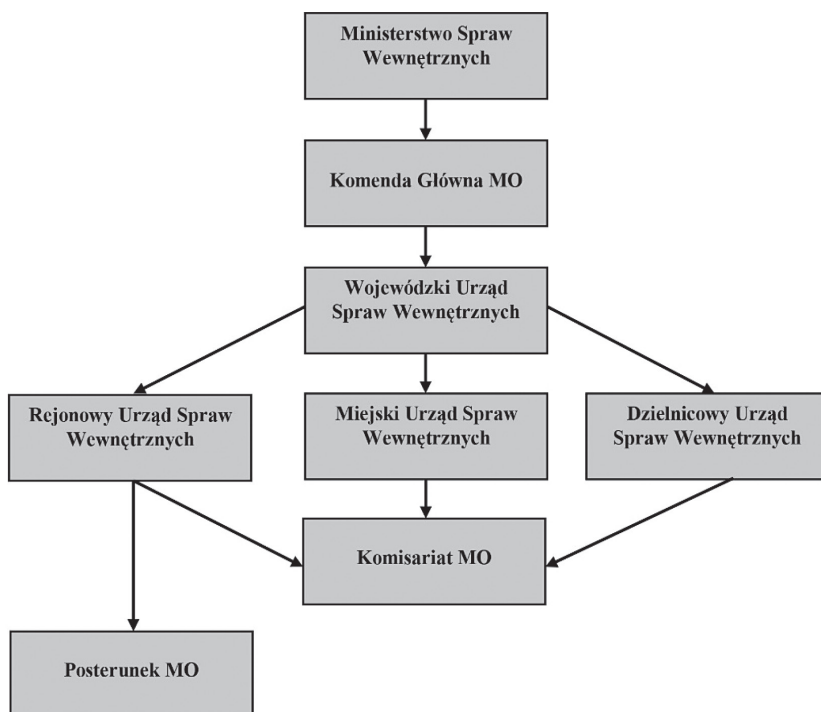 Ministerstwo Spraw
Wewnętrznych
Komenda Główna MO
Wojewódzki Urząd
Spraw Wewnętrznych
Rejonowy Urząd Spraw
Wewnętrznych
Miejski Urząd Spraw
Wewnętrznych
Dzielnicowy Urząd
Spraw Wewnętrznych
Komisariat MO
Posterunek MO